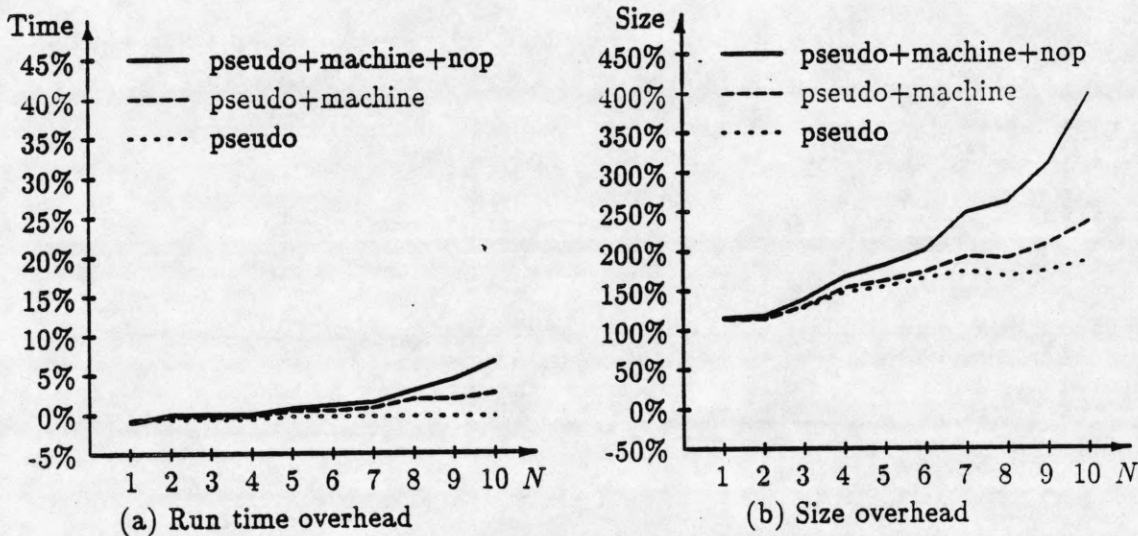 Time
45%
40%
35%
30%
25%
20%
15%
10%
5%
0%
-5%
pseudo+machine+nop
pseudo+machine
pseudo
1 2 3 4 5 6 7 8 9 10 N
(a) Run time overhead
Size
450%
400%
350%
300%
250%
200%
150%
100%
50%
0%
-50%
pseudo+machine+nop
pseudo+machine
pseudo
1 2 3 4 5 6 7 8 9 10 N
(b) Size overhead